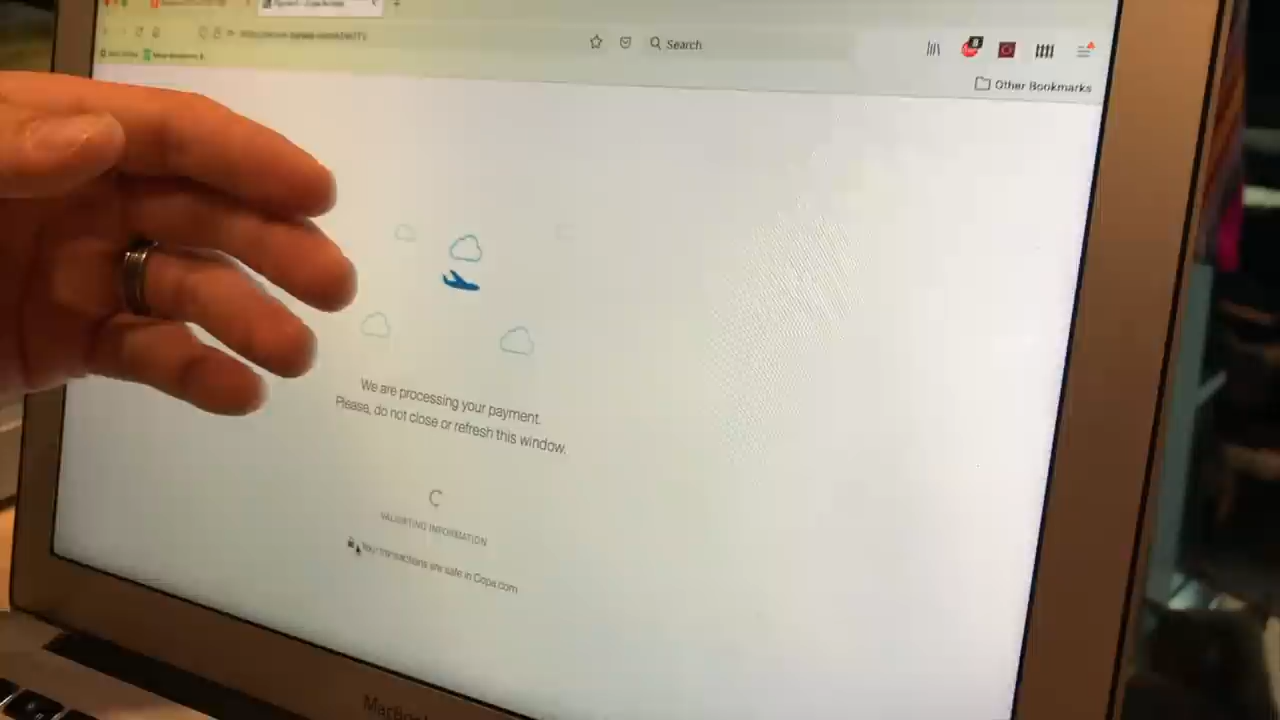 Search
Other Bookmarks
We are processing your payment.
Please, do not close or refresh this window.
VALIDATING INFORMATION
Your transactions are safe in Copa.com
MacBook